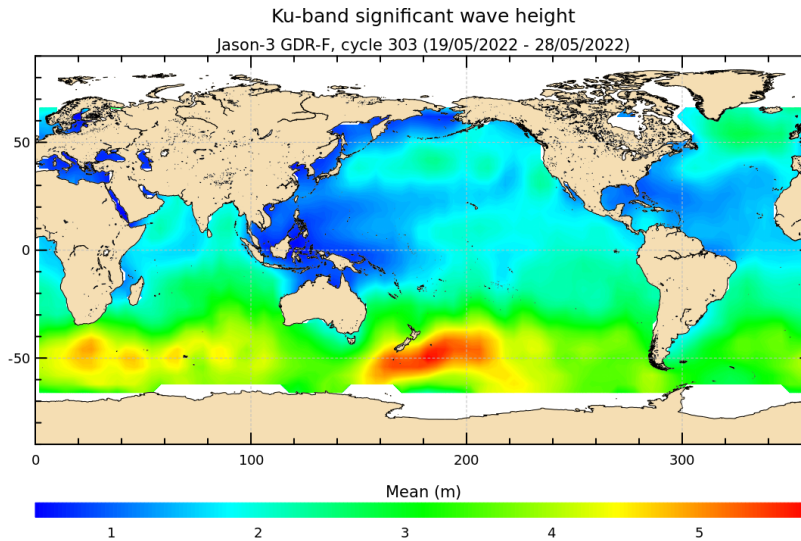 Ku-band significant wave height
Jason-3 GDR-F, cycle 303 (19/05/2022 - 28/05/2022)
50
0
-50
0 100 200 300
Mean (m)
1 2 3 4 5